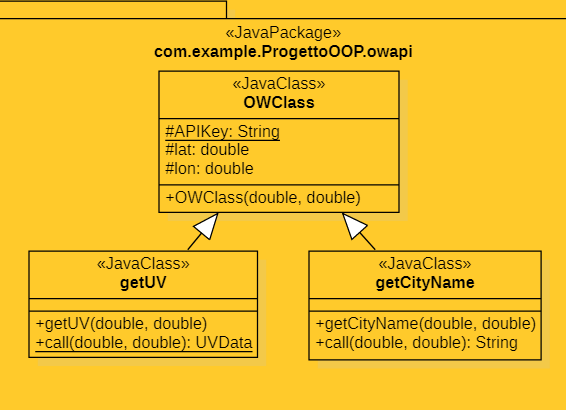 «JavaPackage»
com.example.ProgettoOOP.owapi
«JavaClass»
OWClass
#APIKey: String
#lat: double
#lon: double
+OWClass(double, double)
«JavaClass»
getUV
+getUV(double, double)
+call(double, double): UVData
«JavaClass»
getCityName
+getCityName(double, double)
+call(double, double): String